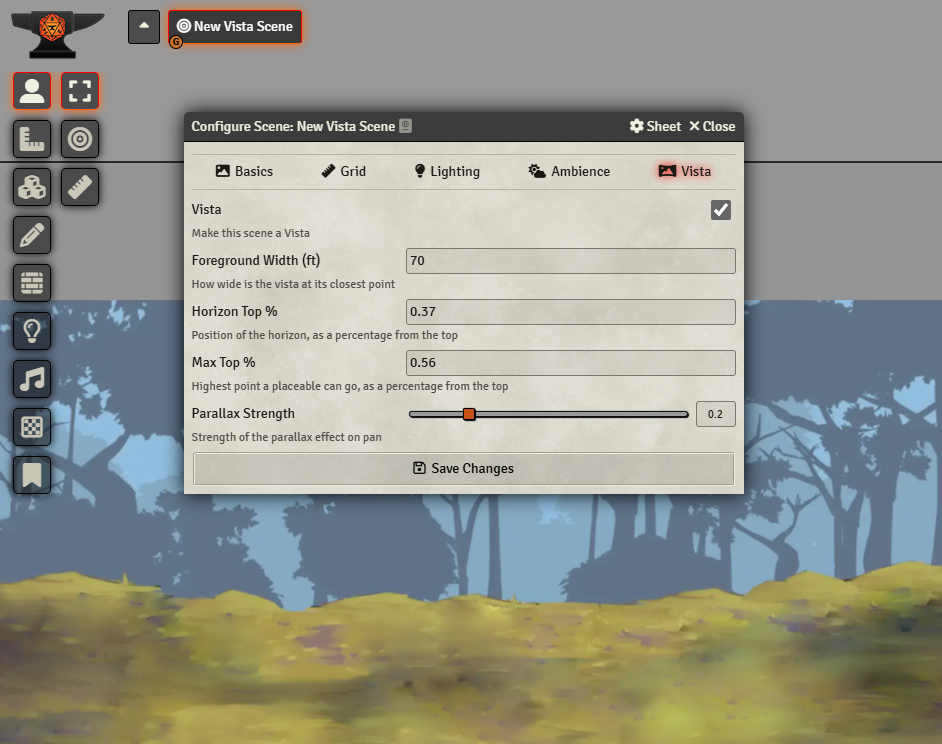 New Vista Scene
G
Configure Scene: New Vista Scene
Sheet
Close
Basics
Grid
Lighting
Ambience
Vista
Vista
Make this scene a Vista
Foreground Width (ft)
70
How wide is the vista at its closest point
Horizon Top %
0.37
Position of the horizon, as a percentage from the top
Max Top %
0.56
Highest point a placeable can go, as a percentage from the top
Parallax Strength
0.2
Strength of the parallax effect on pan
Save Changes